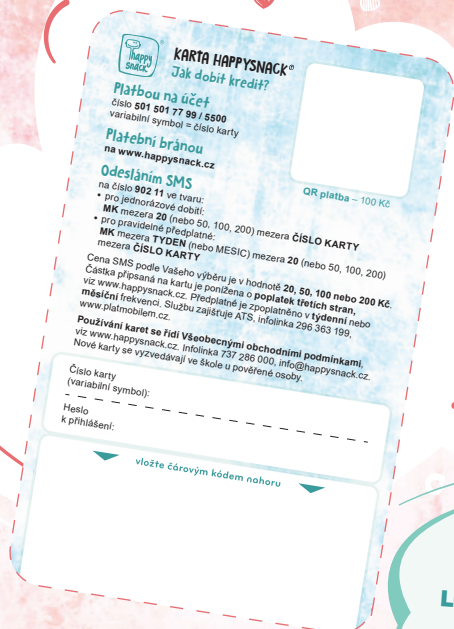 happy
snack
KARTA HAPPYSNACK®
Jak dobít kredit?
Platbou na účet
číslo 501 501 77 99 / 5500
variabilní symbol = číslo karty
Platební bránou
na www.happysnack.cz
Odesláním SMS
na číslo 902 11 ve tvaru:
• pro jednorázové dobití:
MK mezera 20 (nebo 50, 100, 200) mezera ČÍSLO KARTY
• pro pravidelné předplatné:
MK mezera TYDEN (nebo MESIC) mezera 20 (nebo 50, 100, 200)
mezera ČÍSLO KARTY
QR platba – 100 Kč
Cena SMS podle Vašeho výběru je v hodnotě 20, 50, 100 nebo 200 Kč.
Částka připsaná na kartu je ponížena o poplatek třetích stran,
viz www.happysnack.cz. Předplatné je zpoplatněno v týdenní nebo
měsíční frekvenci. Službu zajišťuje ATS, infolinka 296 363 199,
www.platmobilem.cz.
Používání karet se řídí Všeobecnými obchodními podmínkami,
viz www.happysnack.cz. Infolinka 737 286 000, info@happysnack.cz.
Nové karty se vyzvedávají ve škole u pověřené osoby.
Číslo karty
(variabilní symbol):
Heslo
k přihlášení:
vložte čárovým kódem nahoru
L